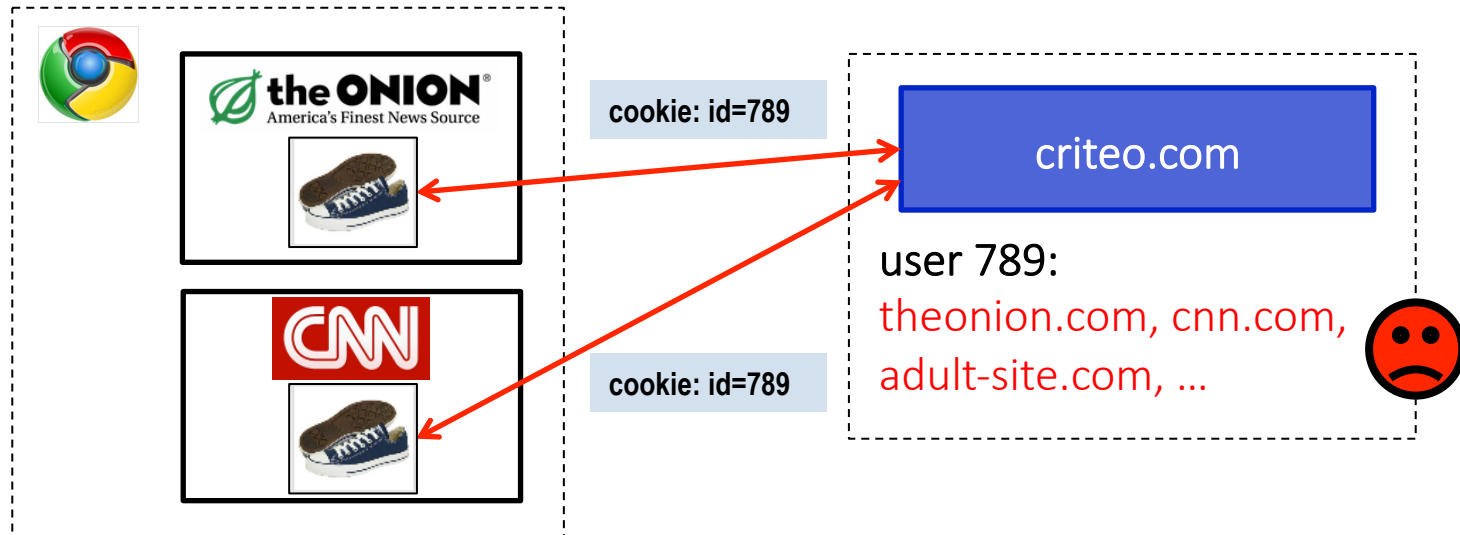 the ONION®
America's Finest News Source
CNN
cookie: id=789
cookie: id=789
criteo.com
user 789:
theonion.com, cnn.com,
adult-site.com, ...